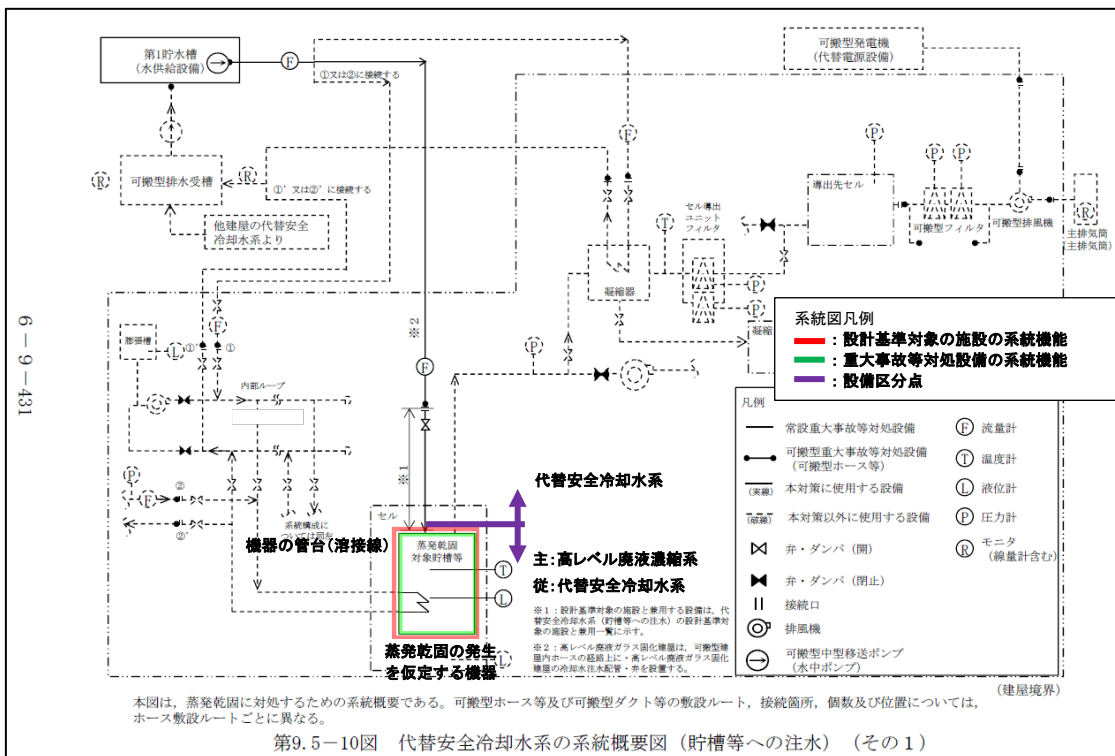 第1貯水槽
(水供給設備)
F
①又は②に接続する
可搬型発電機
(代替電源設備)
F
R
可搬型排水受槽
R
①’又は②’に接続する
他建屋の代替安全
冷却水系より
P
P
P
導出先セル
セル導出
ユニット
フィルタ
T
可搬型フィルタ
可搬型排風機
R
主排気筒
(主排気筒)
凝縮器
P
P
凝縮
※2
F
膨張槽
L
F
①’
①
P
F
内部ループ
※1
P
②
F
②’
系統構成に
ついては同左
機器の管台(溶接線)
セル
蒸発乾固
対象貯槽等
T
L
L
代替安全冷却水系
主:高レベル廃液濃縮系
従:代替安全冷却水系
蒸発乾固の発生
を仮定する機器
※1:設計基準対象の施設と兼用する設備は,代
替安全冷却水系(貯槽等への注水)の設計基準対
象の施設と兼用一覧に示す。
※2:高レベル廃液ガラス固化建屋は,可搬型建
屋内ホースの経路上に・高レベル廃液ガラス固化
建屋の冷却水注水配管・弁を設置する。
系統図凡例
:設計基準対象の施設の系統機能
:重大事故等対処設備の系統機能
:設備区分点
凡例
常設重大事故等対処設備
可搬型重大事故等対処設備
(可搬型ホース等)
(実線) 本対策に使用する設備
(破線) 本対策以外に使用する設備
弁・ダンパ(開)
弁・ダンパ(閉止)
接続口
排風機
可搬型中型移送ポンプ
(水中ポンプ)
F 流量計
T 温度計
L 液位計
P 圧力計
R モニタ
(線量計含む)
(建屋境界)
6-9-431
本図は,蒸発乾固に対処するための系統概要である。可搬型ホース等及び可搬型ダクト等の敷設ルート,接続箇所,個数及び位置については,
ホース敷設ルートごとに異なる。
第9.5-10図 代替安全冷却水系の系統概要図(貯槽等への注水)(その1)